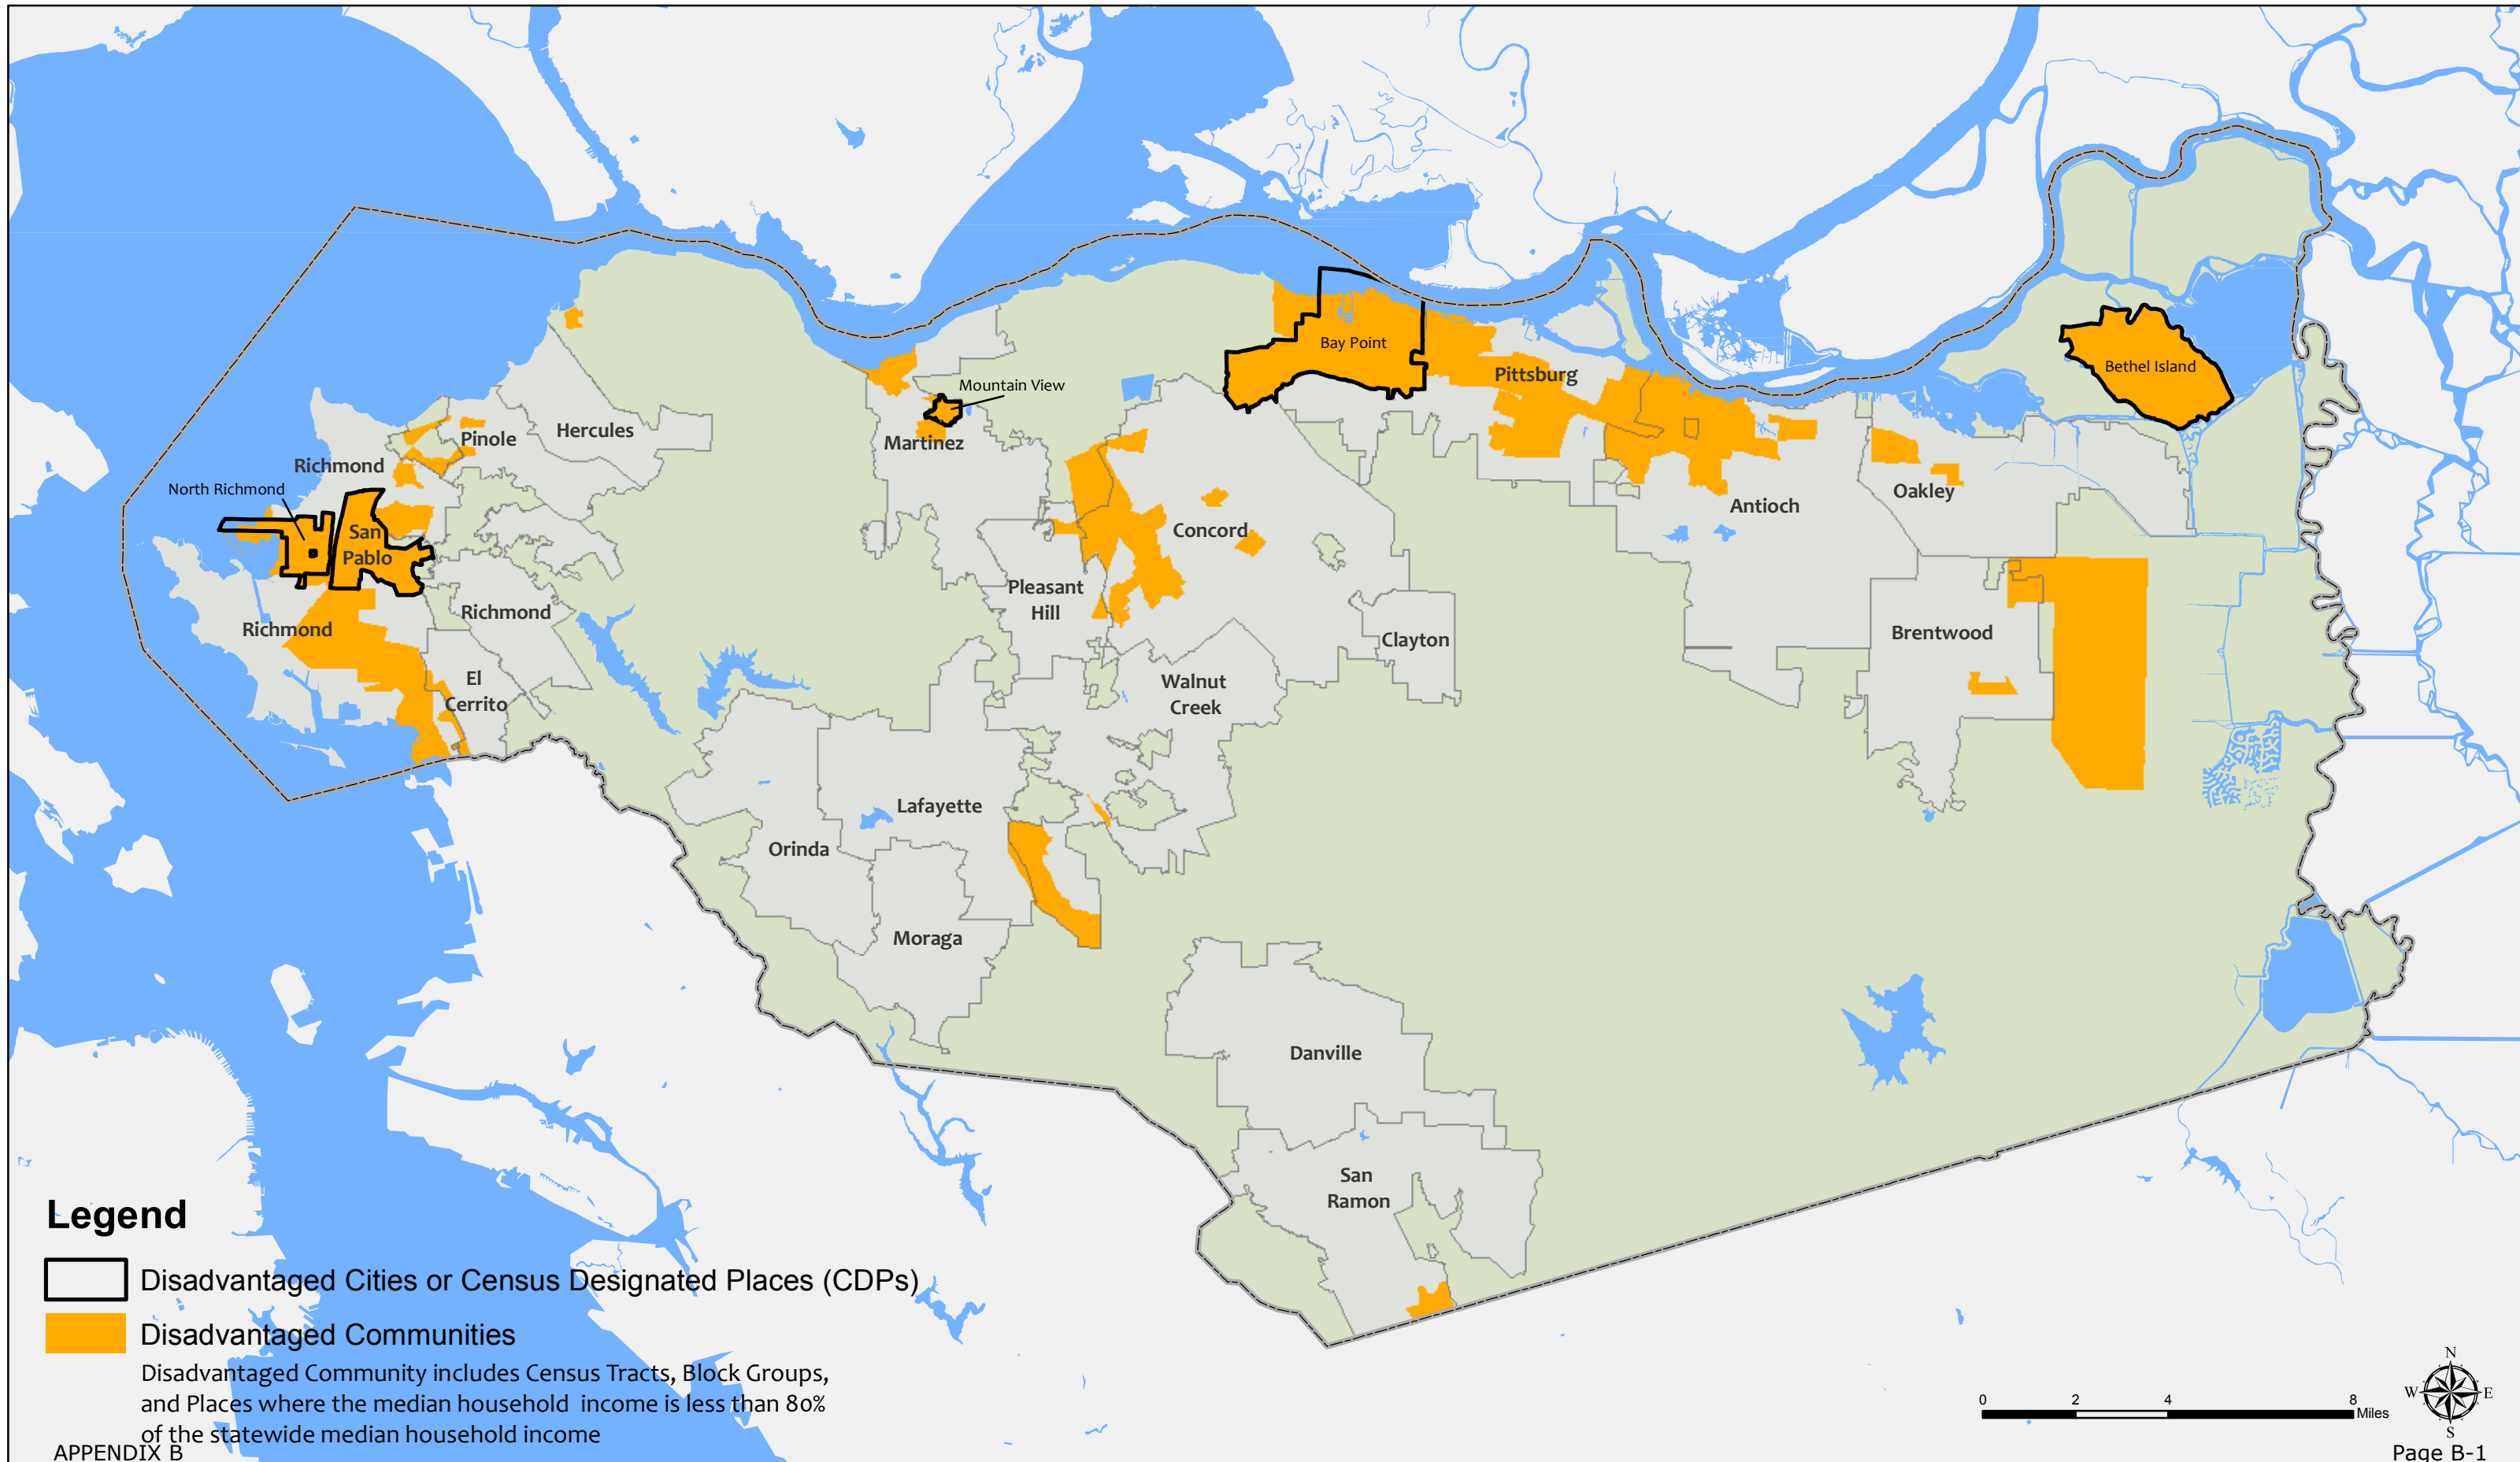 Bay Point
Bethel Island
Pittsburg
Mountain View
Hercules
Pinole
Martinez
Richmond
North Richmond
Oakley
Antioch
San
Pablo
Concord
Pleasant
Hill
Richmond
Richmond
Brentwood
Clayton
El
Cerrito
Walnut
Creek
Lafayette
Orinda
Moraga
Danville
San
Ramon
Legend
Disadvantaged Cities or Census Designated Places (CDPs)
Disadvantaged Communities
Disadvantaged Community includes Census Tracts, Block Groups,
and Places where the median household income is less than 80%
of the statewide median household income
0 2 4 8
Miles
N
W E
S
APPENDIX B
Page B-1